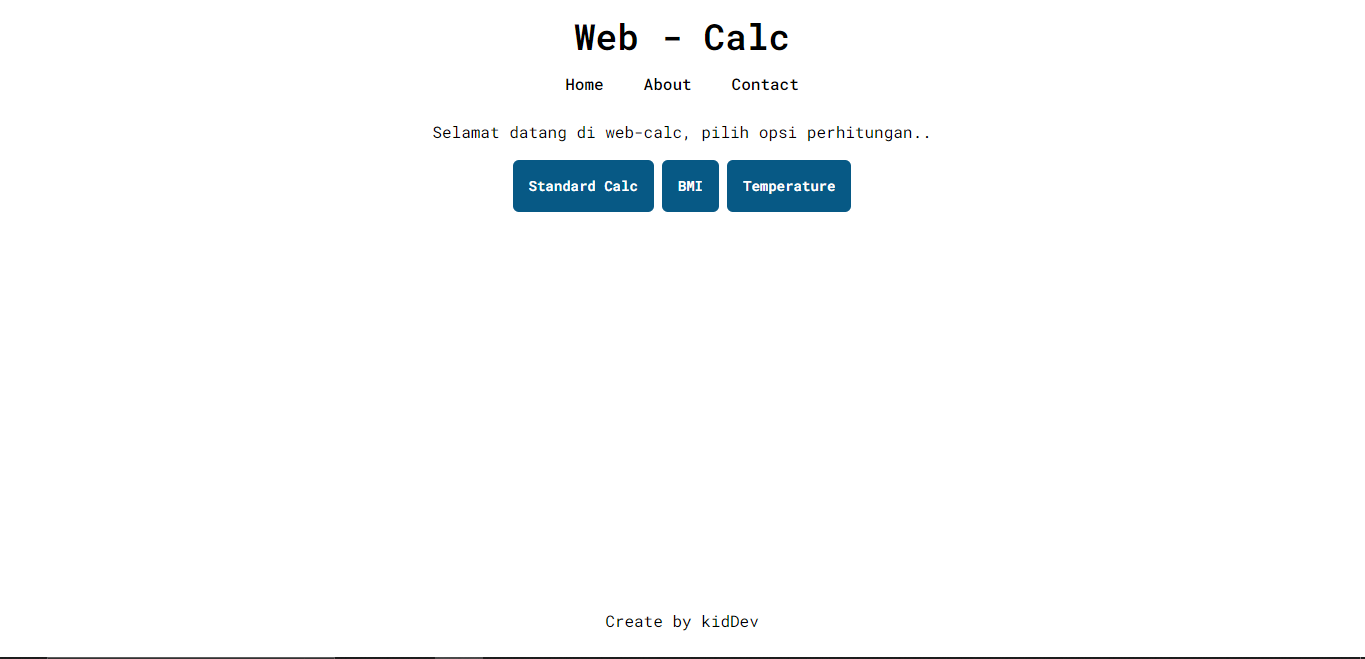 Web - Calc
Home About Contact
Selamat datang di web-calc, pilih opsi perhitungan..
Standard Calc BMI Temperature
Create by kidDev